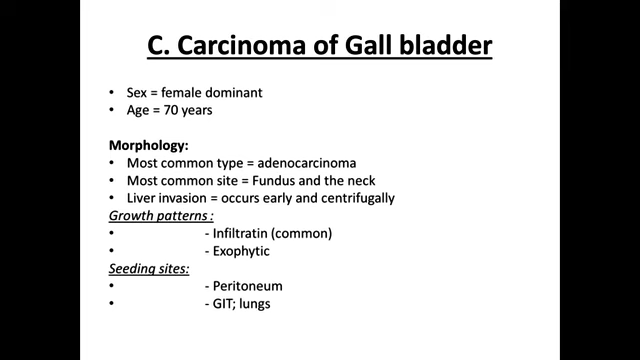 C. Carcinoma of Gall bladder
• Sex = female dominant
• Age = 70 years
Morphology:
• Most common type = adenocarcinoma
• Most common site = Fundus and the neck
• Liver invasion = occurs early and centrifugally
Growth patterns :
• - Infiltratin (common)
• - Exophytic
Seeding sites:
• - Peritoneum
• - GIT; lungs